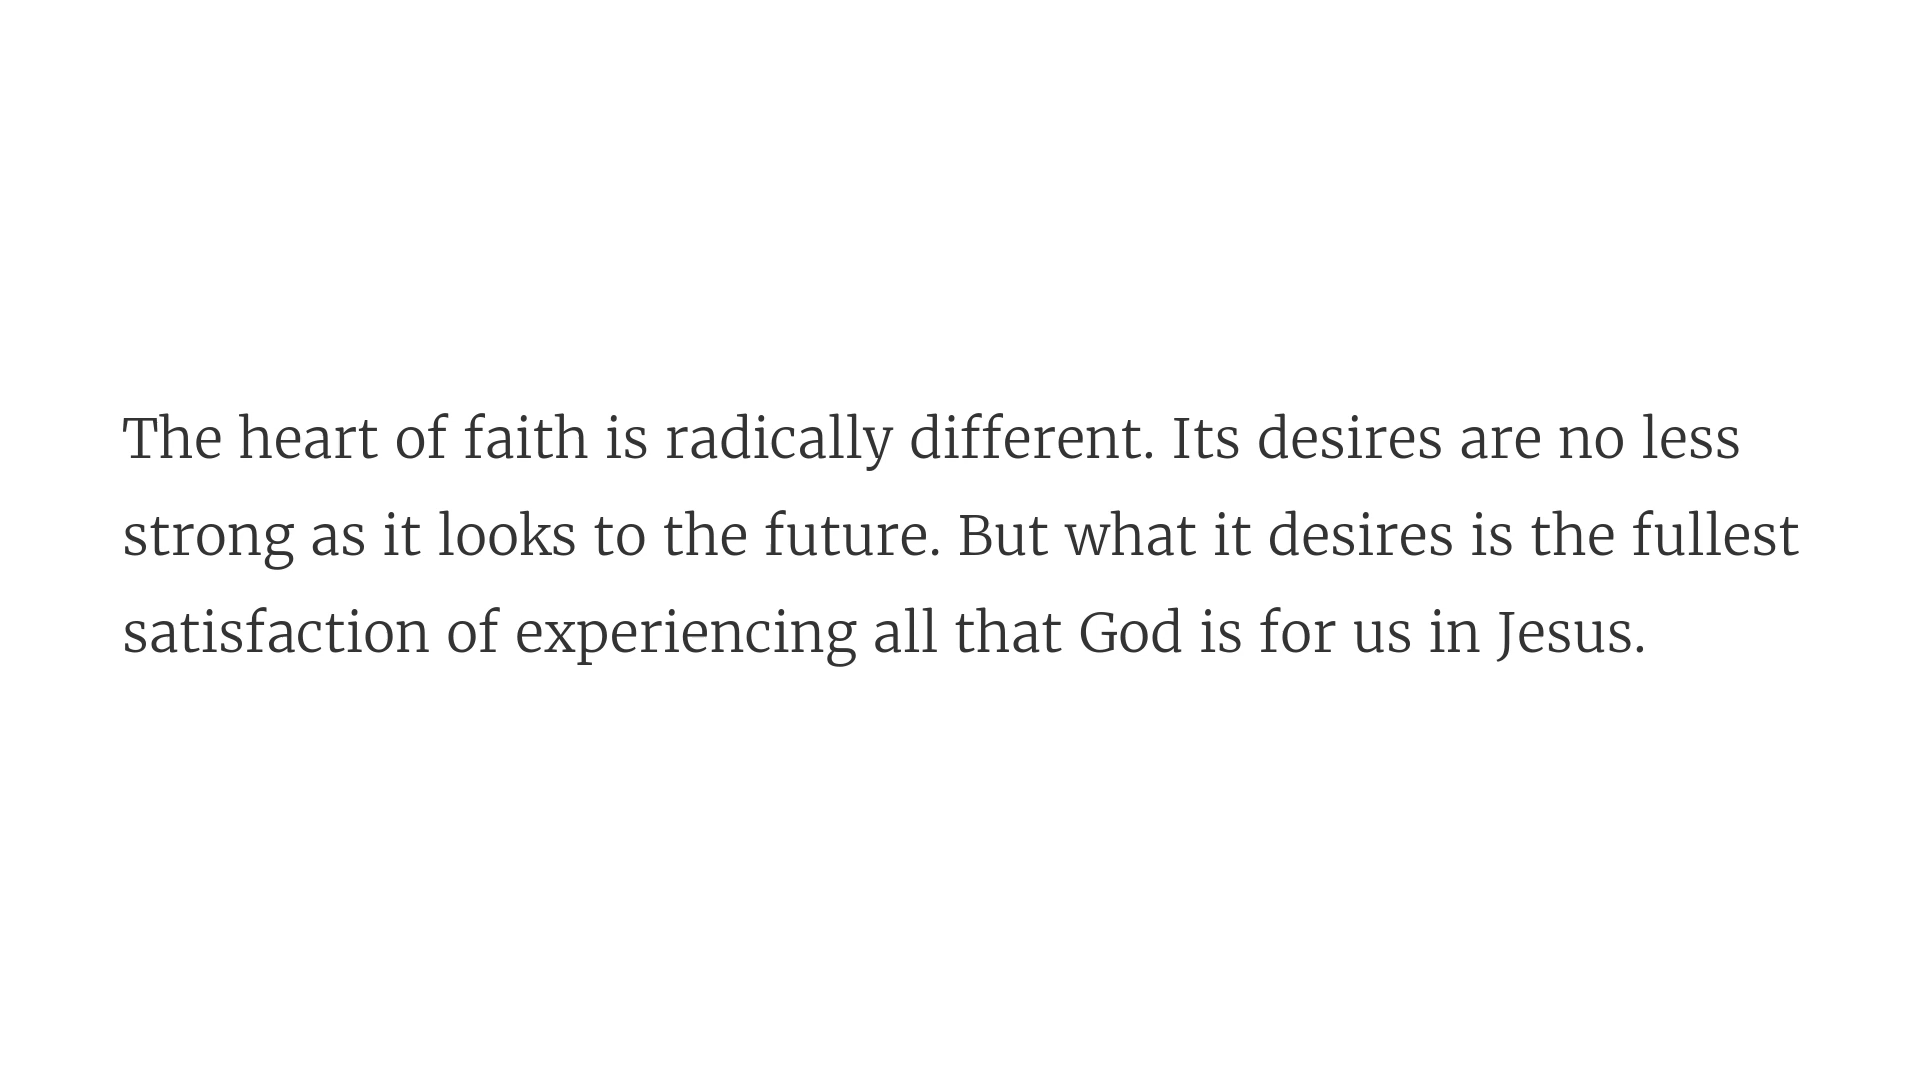 The heart of faith is radically different. Its desires are no less
strong as it looks to the future. But what it desires is the fullest
satisfaction of experiencing all that God is for us in Jesus.